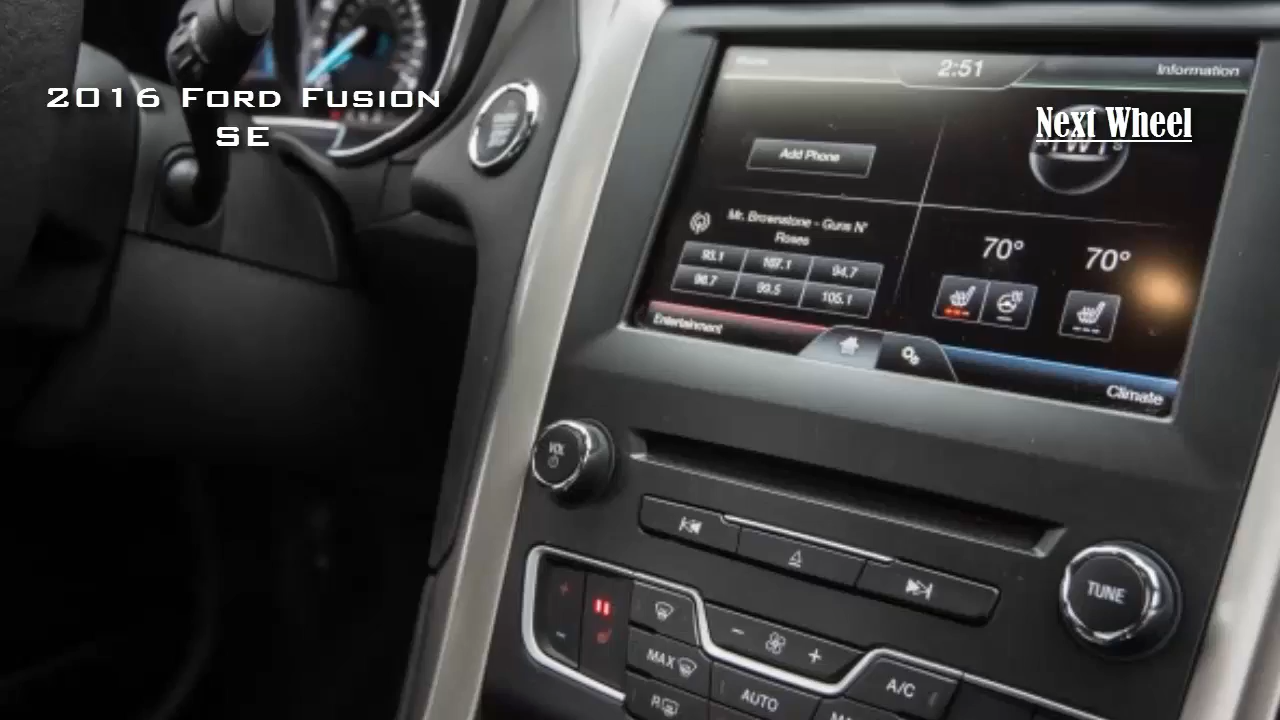 2016 Ford Fusion
SE
Next Wheel
2:51
Information
Add Phone
Mr. Brownstone - Guns N'
Roses
93.1 107.1 94.7
98.7 99.5 105.1
70° 70°
Entertainment
Climate
VOL
TUNE
MAX
AUTO
A/C
R